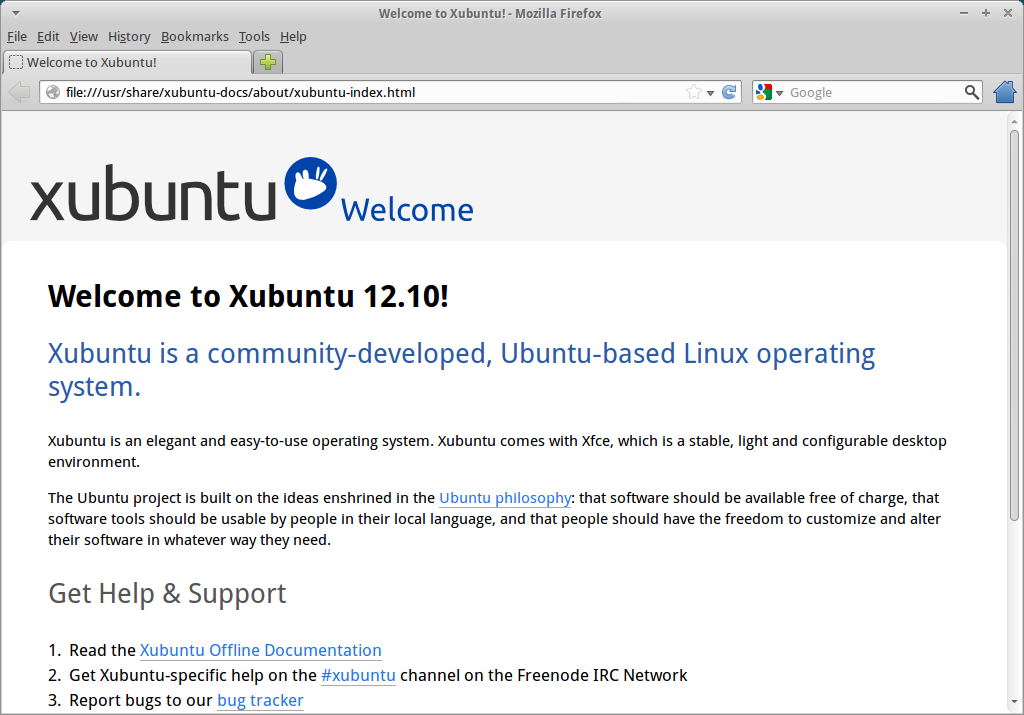 Welcome to Xubuntu! - Mozilla Firefox
File Edit View History Bookmarks Tools Help
Welcome to Xubuntu!
file:///usr/share/xubuntu-docs/about/xubuntu-index.html
Google
xubuntu Welcome
Welcome to Xubuntu 12.10!
Xubuntu is a community-developed, Ubuntu-based Linux operating
system.
Xubuntu is an elegant and easy-to-use operating system. Xubuntu comes with Xfce, which is a stable, light and configurable desktop
environment.
The Ubuntu project is built on the ideas enshrined in the Ubuntu philosophy: that software should be available free of charge, that
software tools should be usable by people in their local language, and that people should have the freedom to customize and alter
their software in whatever way they need.
Get Help & Support
1. Read the Xubuntu Offline Documentation
2. Get Xubuntu-specific help on the #xubuntu channel on the Freenode IRC Network
3. Report bugs to our bug tracker